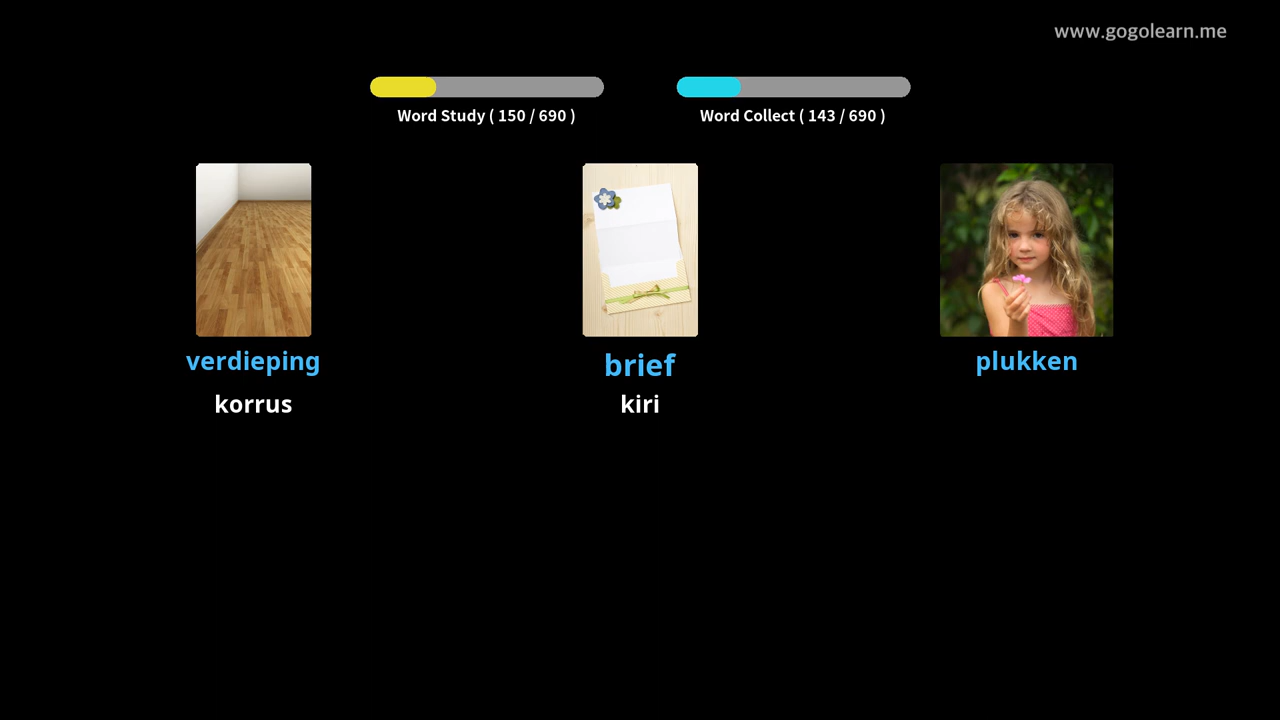 www.gogolearn.me
Word Study ( 150 / 690 )
Word Collect ( 143 / 690 )
verdieping
brief
plukken
korrus
kiri